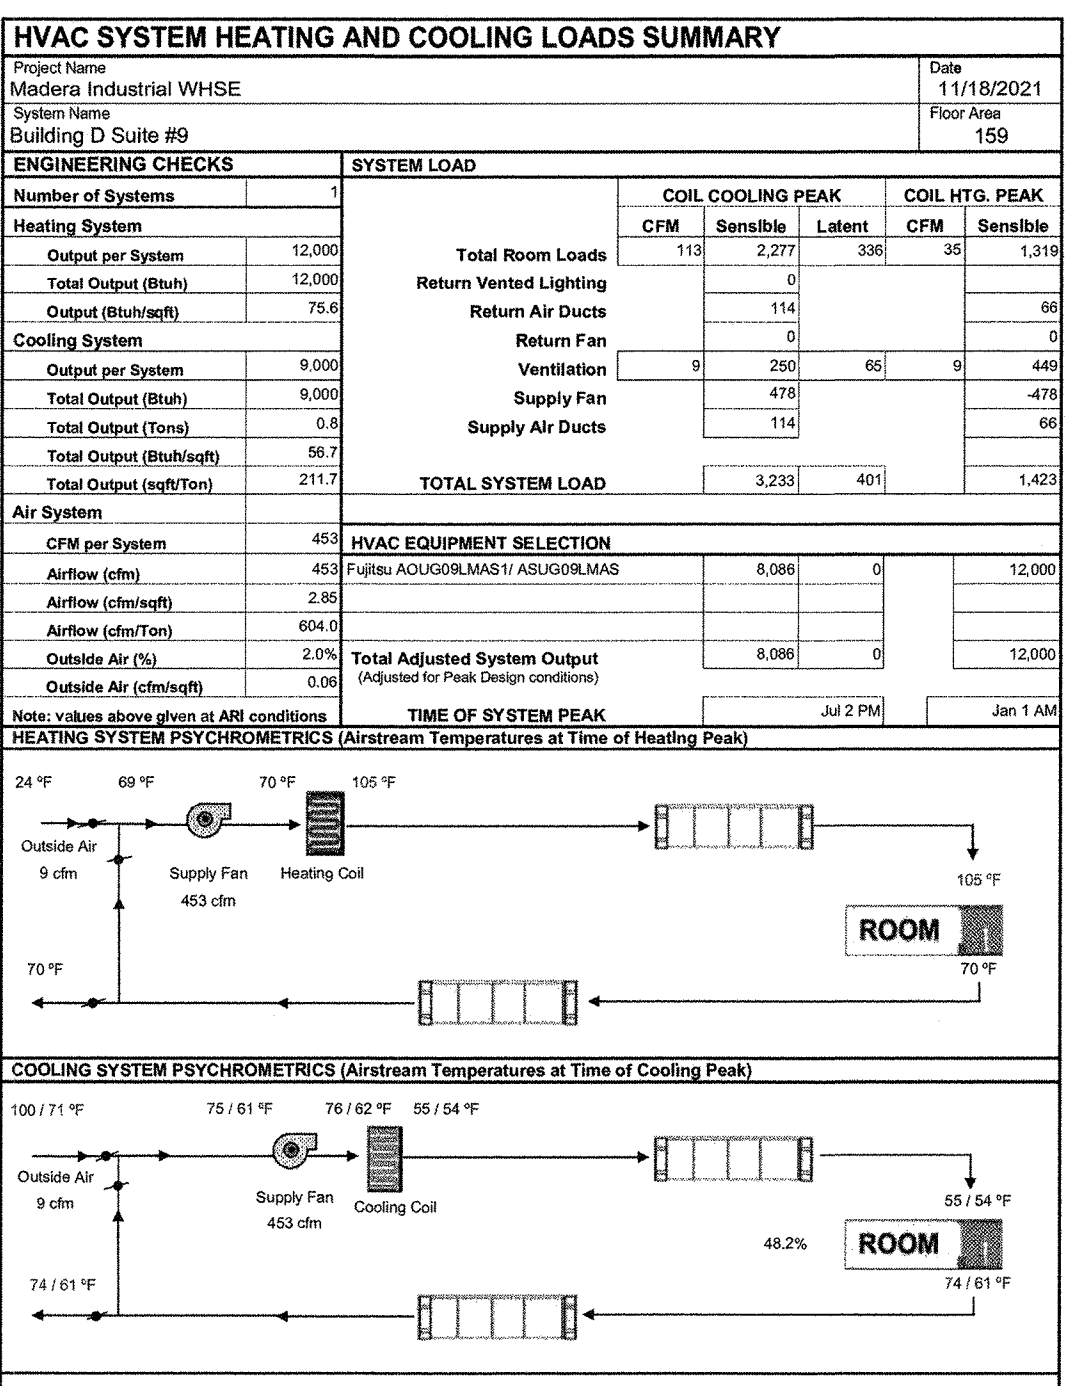 HVAC SYSTEM HEATING AND COOLING LOADS SUMMARY
Project Name
Madera Industrial WHSE
Date
11/18/2021
System Name
Building D Suite #9
Floor Area
159
ENGINEERING CHECKS
Number of Systems 1
Heating System
Output per System 12,000
Total Output (Btuh) 12,000
Output (Btuh/sqft) 75.6
Cooling System
Output per System 9,000
Total Output (Btuh) 9,000
Total Output (Tons) 0.8
Total Output (Btuh/sqft) 56.7
Total Output (sqft/Ton) 211.7
Air System
CFM per System 453
Airflow (cfm) 453
Airflow (cfm/sqft) 2.85
Airflow (cfm/Ton) 604.0
Outside Air (%) 2.0%
Outside Air (cfm/sqft) 0.06
Note: values above given at ARI conditions
SYSTEM LOAD
COIL COOLING PEAK COIL HTG. PEAK
CFM Sensible Latent CFM Sensible
Total Room Loads 113 2,277 336 35 1,319
Return Vented Lighting 0
Return Air Ducts 114 66
Return Fan 0 0
Ventilation 9 250 65 9 449
Supply Fan 478 -478
Supply Air Ducts 114 66
TOTAL SYSTEM LOAD 3,233 401 1,423
HVAC EQUIPMENT SELECTION
Fujitsu AOUG09LMAS1/ ASUG09LMAS 8,086 0 12,000
Total Adjusted System Output 8,086 0 12,000
(Adjusted for Peak Design conditions)
TIME OF SYSTEM PEAK Jul 2 PM Jan 1 AM
HEATING SYSTEM PSYCHROMETRICS (Airstream Temperatures at Time of Heating Peak)
24 ºF 69 ºF 70 ºF 105 ºF
Outside Air
9 cfm
Supply Fan Heating Coil
453 cfm
105 ºF
ROOM
70 ºF 70 ºF
COOLING SYSTEM PSYCHROMETRICS (Airstream Temperatures at Time of Cooling Peak)
100 / 71 ºF 75 / 61 ºF 76 / 62 ºF 55 / 54 ºF
Outside Air
9 cfm
Supply Fan Cooling Coil
453 cfm
55 / 54 ºF
48.2% ROOM
74 / 61 ºF 74 / 61 ºF